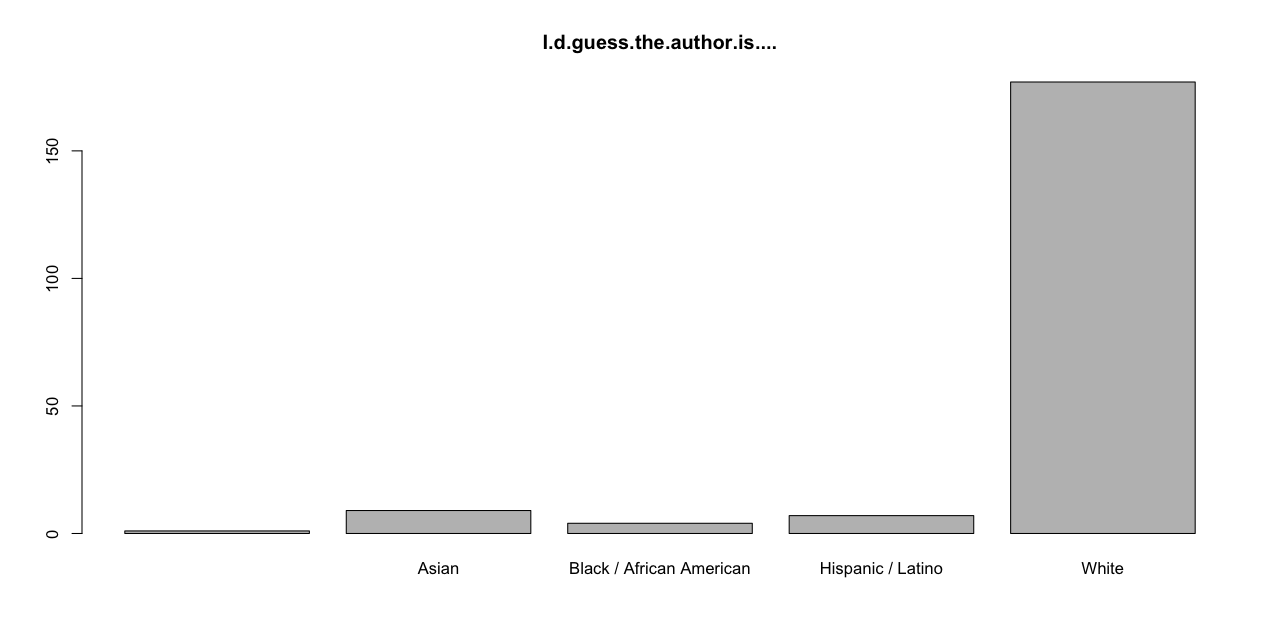 I.d.guess.the.author.is....
150
100
50
0
Asian
Black / African American
Hispanic / Latino
White